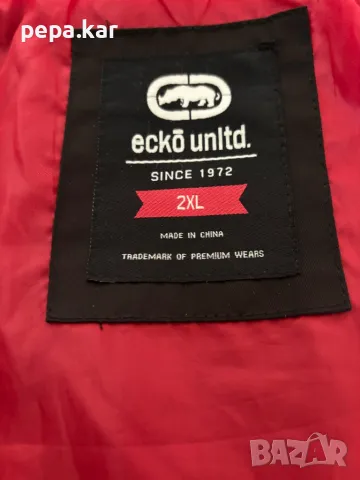 pepa.kar
eckō unltd.
SINCE 1972
2XL
MADE IN CHINA
TRADEMARK OF PREMIUM WEARS
BAZAR